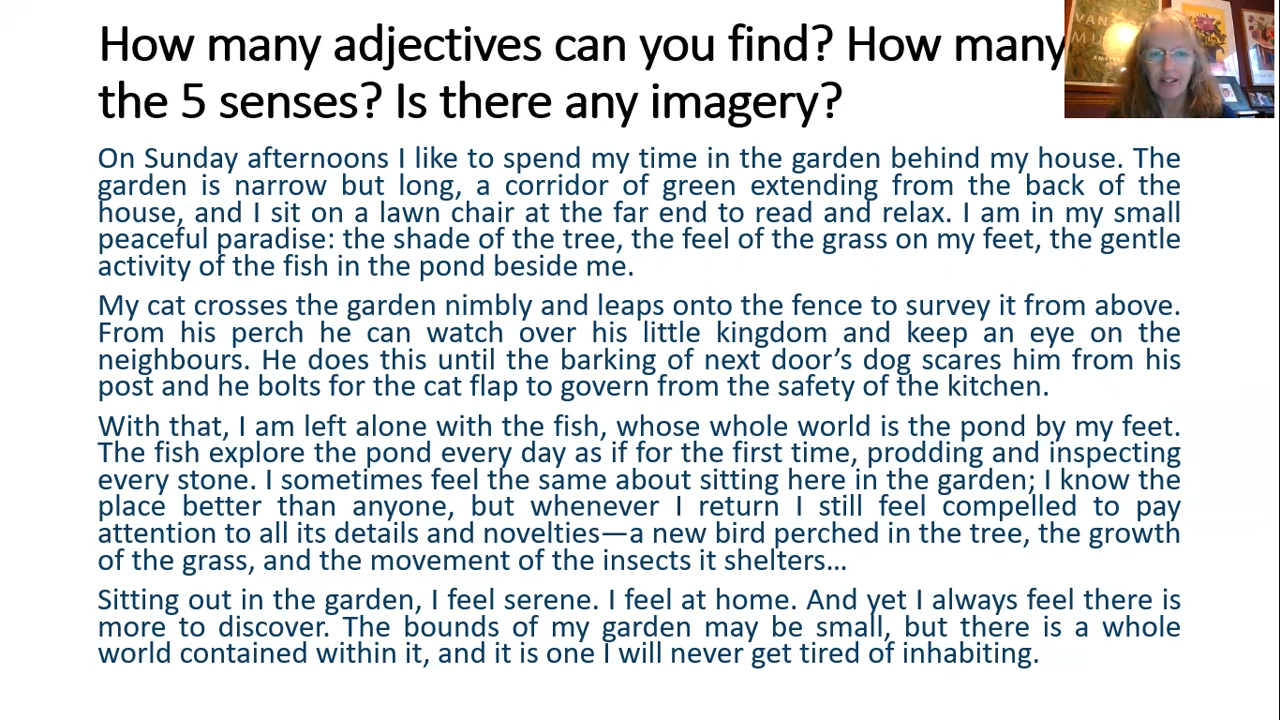 How many adjectives can you find? How many
the 5 senses? Is there any imagery?
VAN
M
On Sunday afternoons I like to spend my time in the garden behind my house. The
garden is narrow but long, a corridor of green extending from the back of the
house, and I sit on a lawn chair at the far end to read and relax. I am in my small
peaceful paradise: the shade of the tree, the feel of the grass on my feet, the gentle
activity of the fish in the pond beside me.
My cat crosses the garden nimbly and leaps onto the fence to survey it from above.
From his perch he can watch over his little kingdom and keep an eye on the
neighbours. He does this until the barking of next door’s dog scares him from his
post and he bolts for the cat flap to govern from the safety of the kitchen.
With that, I am left alone with the fish, whose whole world is the pond by my feet.
The fish explore the pond every day as if for the first time, prodding and inspecting
every stone. I sometimes feel the same about sitting here in the garden; I know the
place better than anyone, but whenever I return I still feel compelled to pay
attention to all its details and novelties—a new bird perched in the tree, the growth
of the grass, and the movement of the insects it shelters…
Sitting out in the garden, I feel serene. I feel at home. And yet I always feel there is
more to discover. The bounds of my garden may be small, but there is a whole
world contained within it, and it is one I will never get tired of inhabiting.